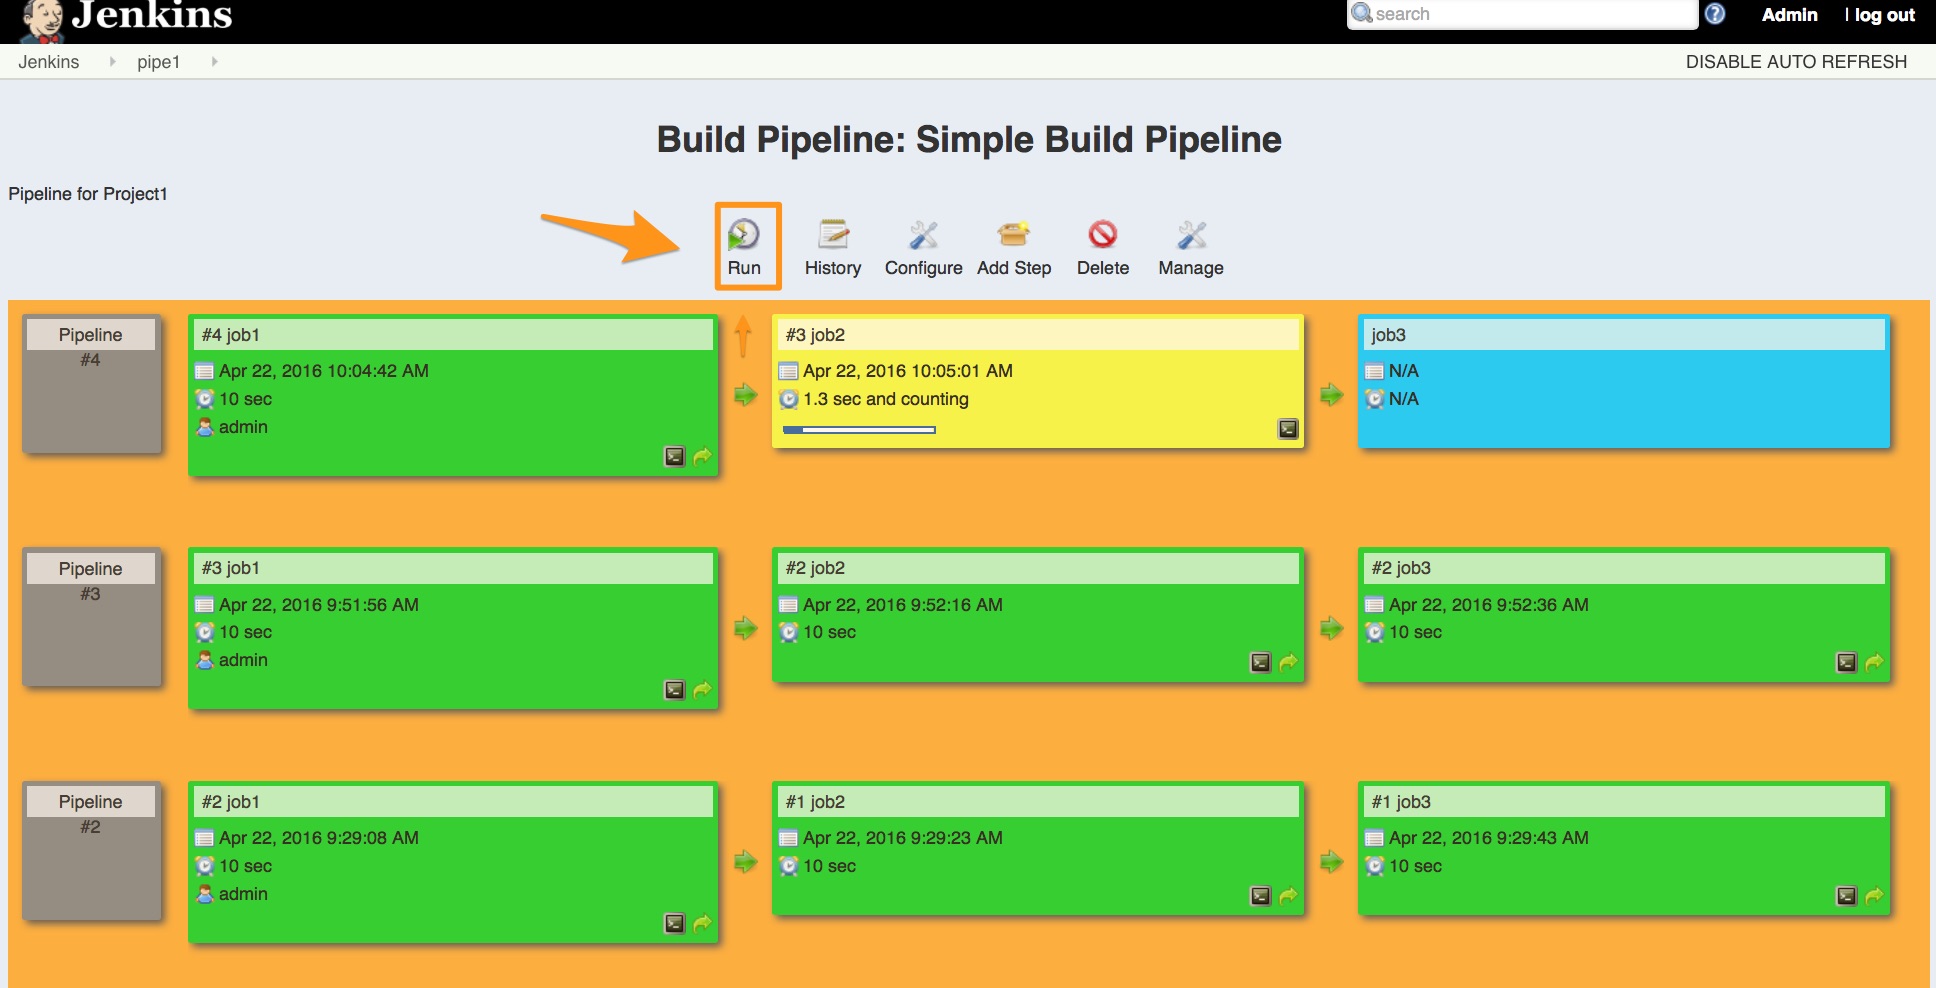 Jenkins
search
Admin | log out
Jenkins pipe1
DISABLE AUTO REFRESH
Build Pipeline: Simple Build Pipeline
Pipeline for Project1
Run History Configure Add Step Delete Manage
Pipeline
#4
#4 job1
Apr 22, 2016 10:04:42 AM
10 sec
admin
#3 job2
Apr 22, 2016 10:05:01 AM
1.3 sec and counting
job3
N/A
N/A
Pipeline
#3
#3 job1
Apr 22, 2016 9:51:56 AM
10 sec
admin
#2 job2
Apr 22, 2016 9:52:16 AM
10 sec
#2 job3
Apr 22, 2016 9:52:36 AM
10 sec
Pipeline
#2
#2 job1
Apr 22, 2016 9:29:08 AM
10 sec
admin
#1 job2
Apr 22, 2016 9:29:23 AM
10 sec
#1 job3
Apr 22, 2016 9:29:43 AM
10 sec